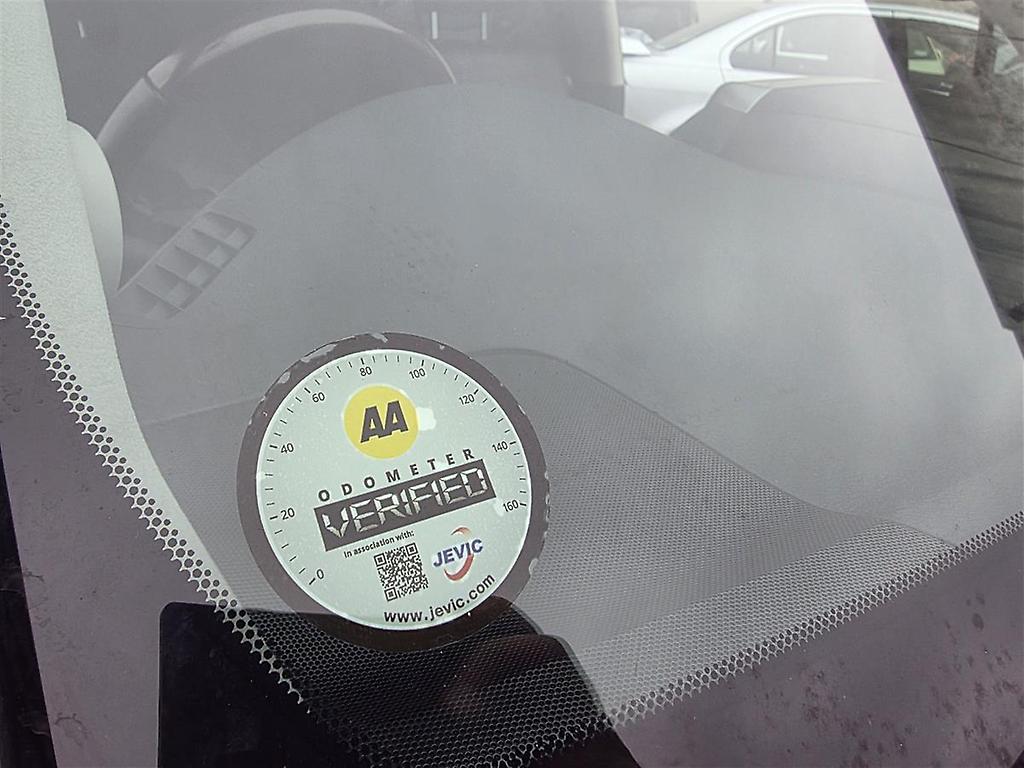 0 20 40 60 80 100 120 140 160
AA
ODOMETER
VERIFIED
in association with:
JEVIC
www.jevic.com